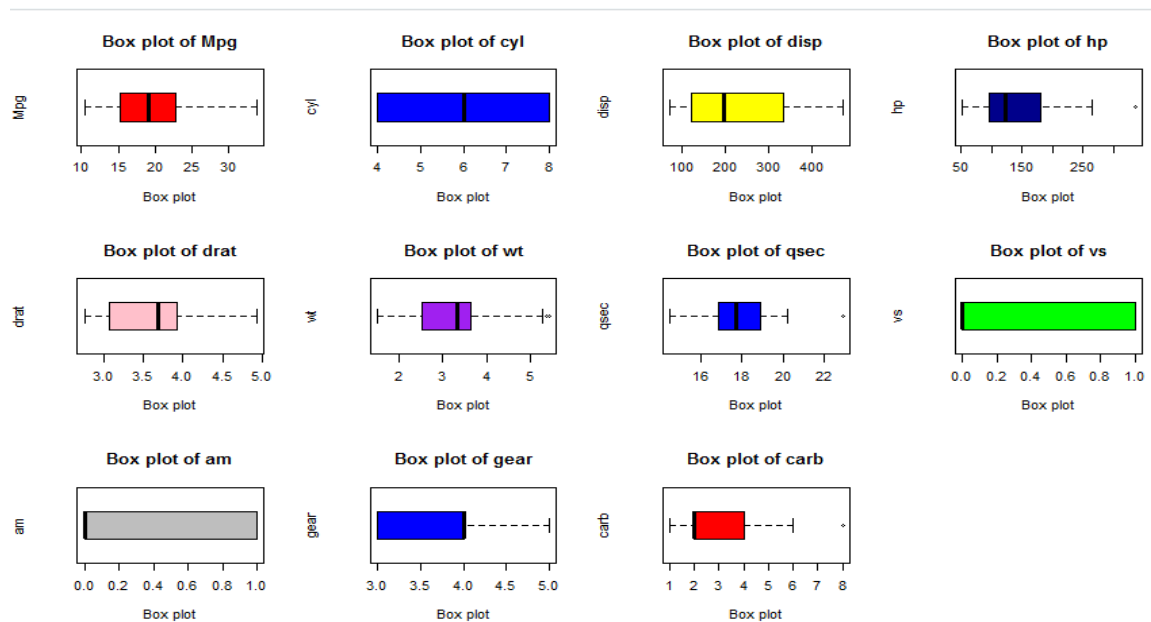 Box plot of Mpg
Mpg
10 15 20 25 30
Box plot
Box plot of cyl
cyl
4 5 6 7 8
Box plot
Box plot of disp
disp
100 200 300 400
Box plot
Box plot of hp
hp
50 150 250
Box plot
Box plot of drat
drat
3.0 3.5 4.0 4.5 5.0
Box plot
Box plot of wt
wt
2 3 4 5
Box plot
Box plot of qsec
qsec
16 18 20 22
Box plot
Box plot of vs
vs
0.0 0.2 0.4 0.6 0.8 1.0
Box plot
Box plot of am
am
0.0 0.2 0.4 0.6 0.8 1.0
Box plot
Box plot of gear
gear
3.0 3.5 4.0 4.5 5.0
Box plot
Box plot of carb
carb
1 2 3 4 5 6 7 8
Box plot